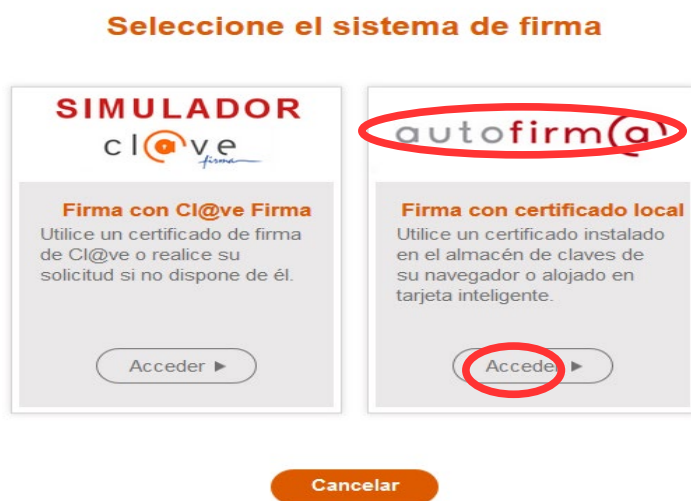 Seleccione el sistema de firma
SIMULADOR
cl@ve
firma
Firma con Cl@ve Firma
Utilice un certificado de firma
de Cl@ve o realice su
solicitud si no dispone de él.
Acceder ►
autofirm(a)
Firma con certificado local
Utilice un certificado instalado
en el almacén de claves de
su navegador o alojado en
tarjeta inteligente.
Acceder ►
Cancelar